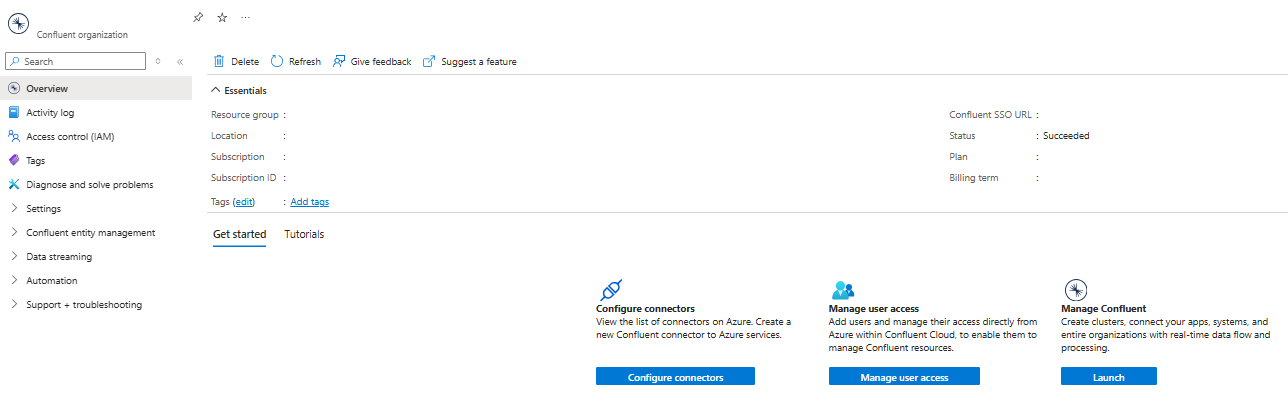 Confluent organization
Search
Delete Refresh Give feedback Suggest a feature
Overview
Activity log
Access control (IAM)
Tags
Diagnose and solve problems
Settings
Confluent entity management
Data streaming
Automation
Support + troubleshooting
Essentials
Resource group :
Location :
Subscription :
Subscription ID :
Tags (edit) : Add tags
Confluent SSO URL :
Status : Succeeded
Plan :
Billing term :
Get started Tutorials
Configure connectors
View the list of connectors on Azure. Create a
new Confluent connector to Azure services.
Configure connectors
Manage user access
Add users and manage their access directly from
Azure within Confluent Cloud, to enable them to
manage Confluent resources.
Manage user access
Manage Confluent
Create clusters, connect your apps, systems, and
entire organizations with real-time data flow and
processing.
Launch